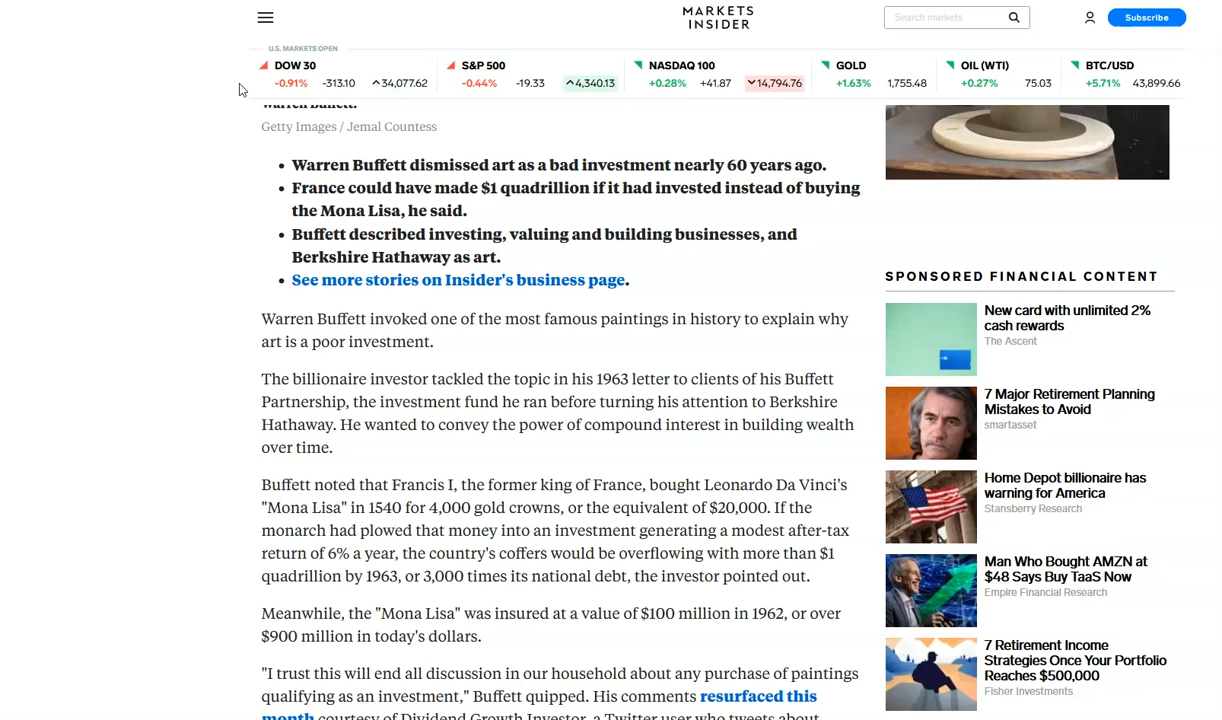 MARKETS
INSIDER
Search markets
Subscribe
U.S. MARKETS OPEN
DOW 30
-0.91% -313.10 34,077.62
S&P 500
-0.44% -19.33 4,340.13
NASDAQ 100
+0.28% +41.87 14,794.76
GOLD
+1.63% 1,755.48
OIL (WTI)
+0.27% 75.03
BTC/USD
+5.71% 43,899.66
Warren Buffett.
Getty Images / Jemal Countess
• Warren Buffett dismissed art as a bad investment nearly 60 years ago.
• France could have made $1 quadrillion if it had invested instead of buying
the Mona Lisa, he said.
• Buffett described investing, valuing and building businesses, and
Berkshire Hathaway as art.
• See more stories on Insider's business page.
Warren Buffett invoked one of the most famous paintings in history to explain why
art is a poor investment.
The billionaire investor tackled the topic in his 1963 letter to clients of his Buffett
Partnership, the investment fund he ran before turning his attention to Berkshire
Hathaway. He wanted to convey the power of compound interest in building wealth
over time.
Buffett noted that Francis I, the former king of France, bought Leonardo Da Vinci's
"Mona Lisa" in 1540 for 4,000 gold crowns, or the equivalent of $20,000. If the
monarch had plowed that money into an investment generating a modest after-tax
return of 6% a year, the country's coffers would be overflowing with more than $1
quadrillion by 1963, or 3,000 times its national debt, the investor pointed out.
Meanwhile, the "Mona Lisa" was insured at a value of $100 million in 1962, or over
$900 million in today's dollars.
"I trust this will end all discussion in our household about any purchase of paintings
qualifying as an investment," Buffett quipped. His comments resurfaced this
month courtesy of Dividend Growth Investor, a Twitter user who tweets about
SPONSORED FINANCIAL CONTENT
New card with unlimited 2%
cash rewards
The Ascent
7 Major Retirement Planning
Mistakes to Avoid
smartasset
Home Depot billionaire has
warning for America
Stansberry Research
Man Who Bought AMZN at
$48 Says Buy TaaS Now
Empire Financial Research
7 Retirement Income
Strategies Once Your Portfolio
Reaches $500,000
Fisher Investments